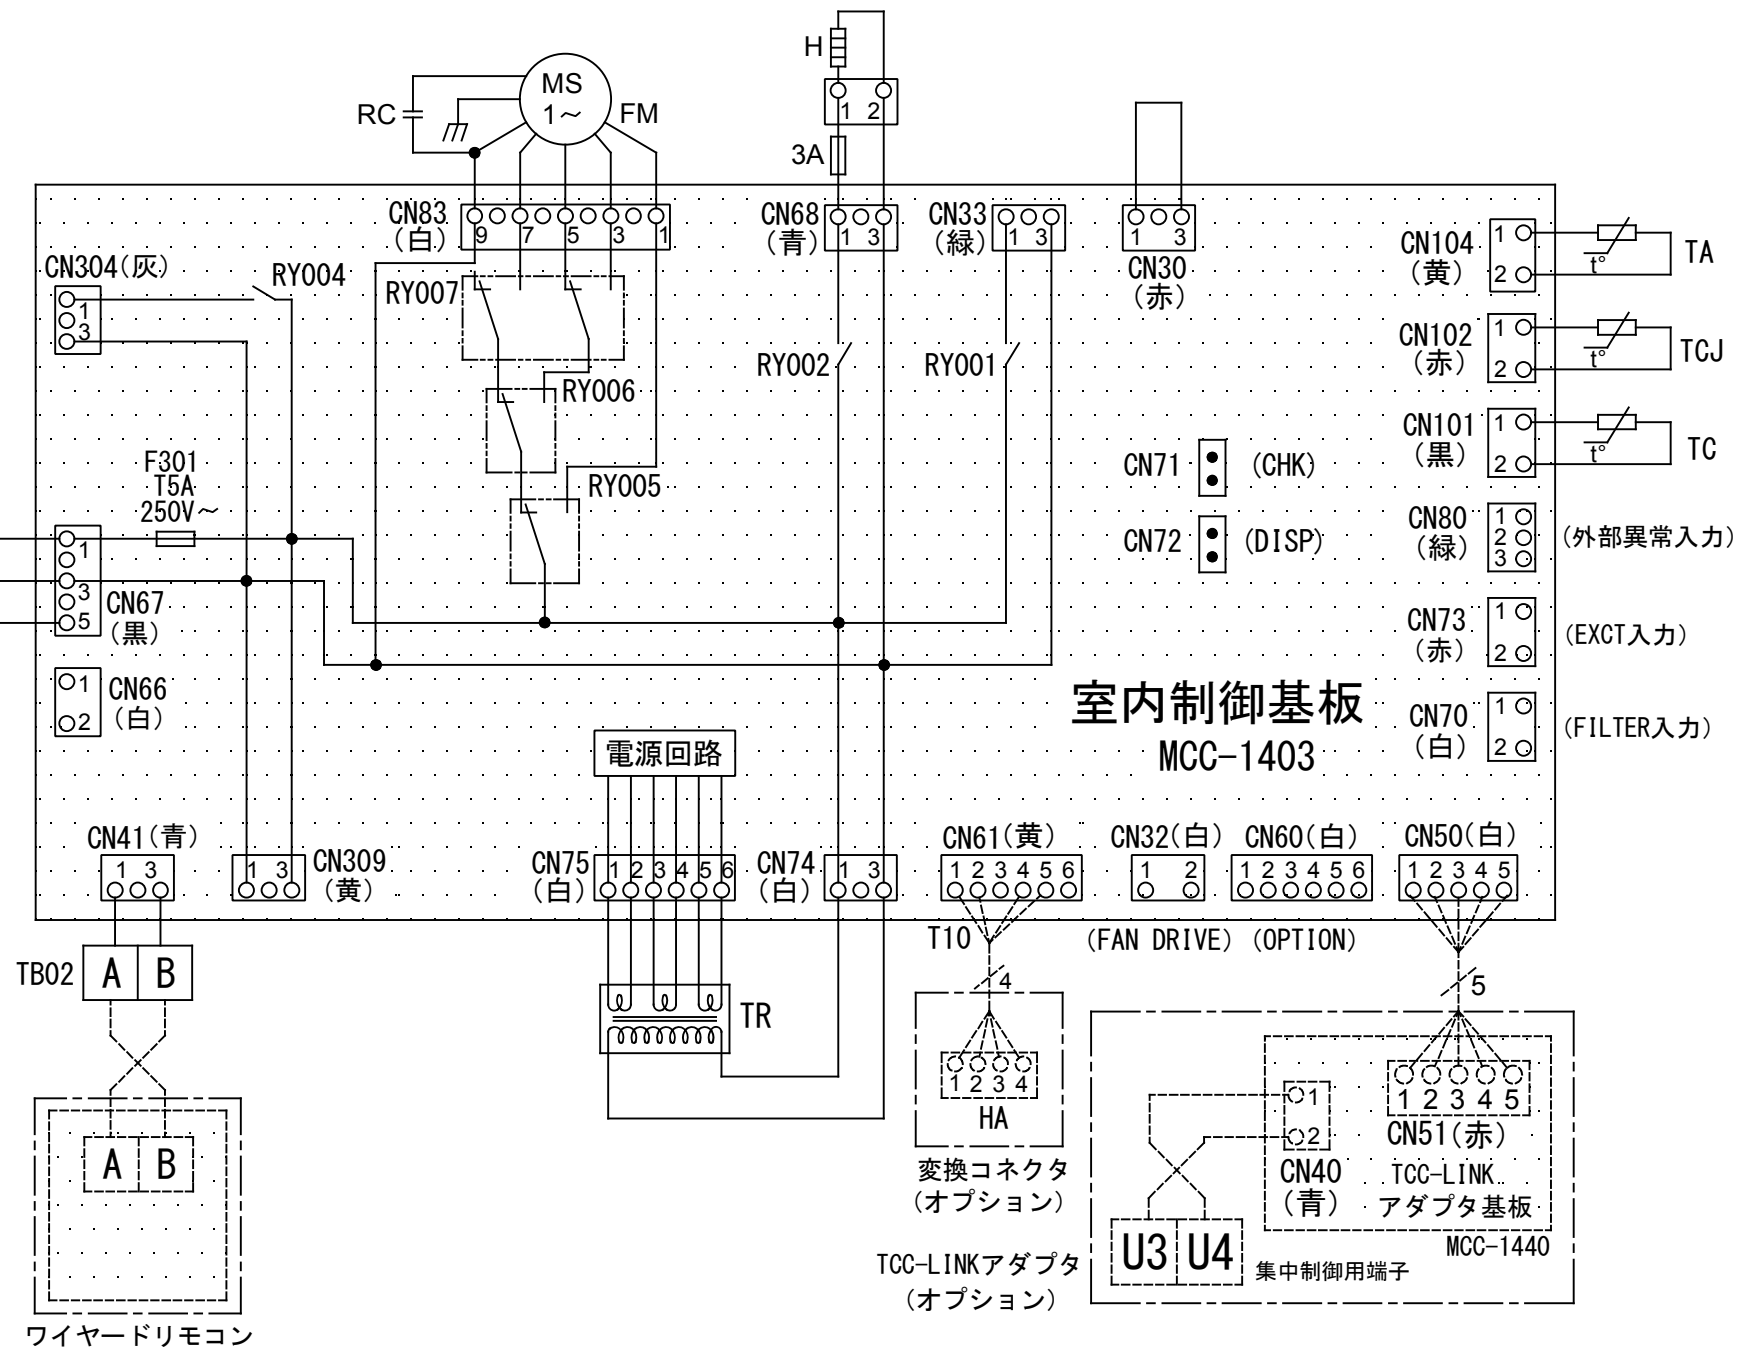 H
MS
1～
FM
RC
3A
1 2
CN83
(白)
9 7 5 3 1
CN68
(青)
1 3
CN33
(緑)
1 3
CN30
(赤)
1 3
CN104
(黄)
1
2
t°
TA
CN304(灰)
1
3
RY004
RY007
RY002
RY001
CN102
(赤)
1
2
t°
TCJ
RY006
CN101
(黒)
1
2
t°
TC
F301
T5A
250V～
RY005
CN71
(CHK)
CN72
(DISP)
CN80
(緑)
1
2
3
(外部異常入力)
1
3
5
CN67
(黒)
CN73
(赤)
1
2
(EXCT入力)
1
2
CN66
(白)
室内制御基板
MCC-1403
CN70
(白)
1
2
(FILTER入力)
電源回路
CN41(青)
1 3
1 3
CN309
(黄)
CN75
(白)
1 2 3 4 5 6
CN74
(白)
1 3
CN61(黄)
1 2 3 4 5 6
CN32(白)
1 2
CN60(白)
1 2 3 4 5 6
CN50(白)
1 2 3 4 5
T10
(FAN DRIVE)
(OPTION)
TB02
A B
4
5
TR
1 2 3 4
HA
変換コネクタ
(オプション)
1
2
CN40
(青)
1 2 3 4 5
CN51(赤)
TCC-LINK
アダプタ基板
MCC-1440
A B
U3 U4
集中制御用端子
TCC-LINKアダプタ
(オプション)
ワイヤードリモコン